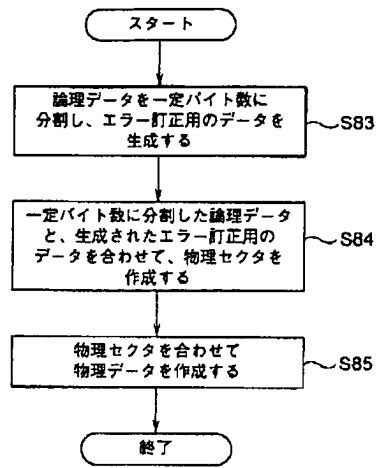 スタート
論理データを一定バイト数に
分割し、エラー訂正用のデータを
生成する
S83
一定バイト数に分割した論理データ
と、生成されたエラー訂正用の
データを合わせて、物理セクタを
作成する
S84
物理セクタを合わせて
物理データを作成する
S85
終了